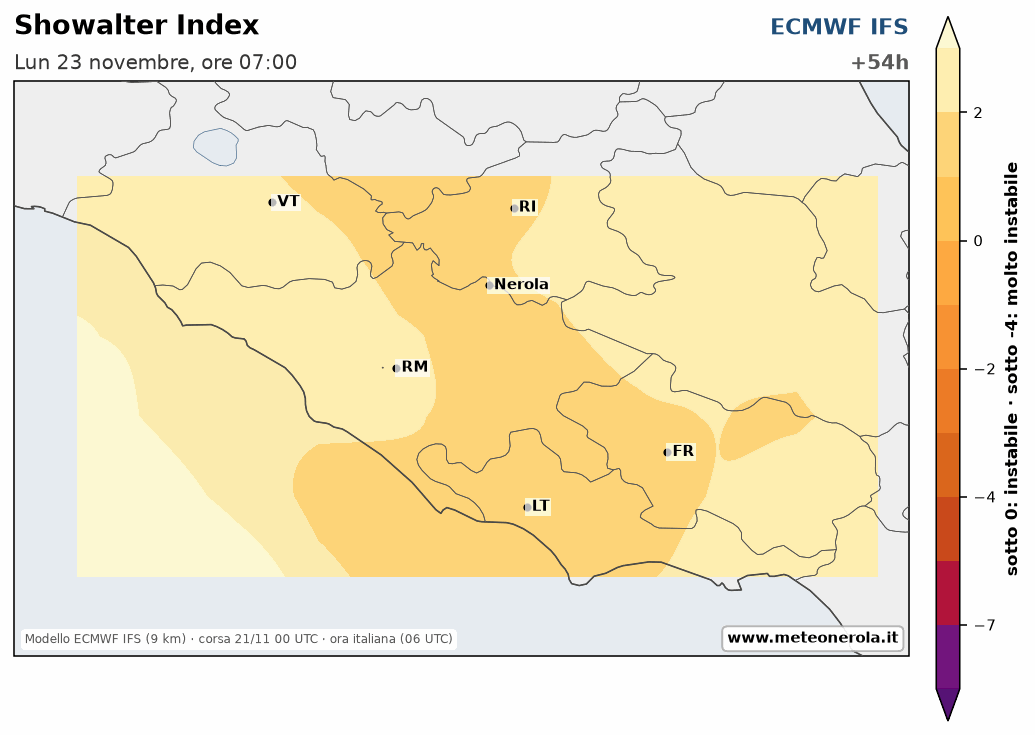 Showalter Index
ECMWF IFS
Lun 23 novembre, ore 07:00
+54h
VT
RI
Nerola
RM
FR
LT
2
0
−2
−4
−7
sotto 0: instabile · sotto -4: molto instabile
Modello ECMWF IFS (9 km) · corsa 21/11 00 UTC · ora italiana (06 UTC)
www.meteonerola.it